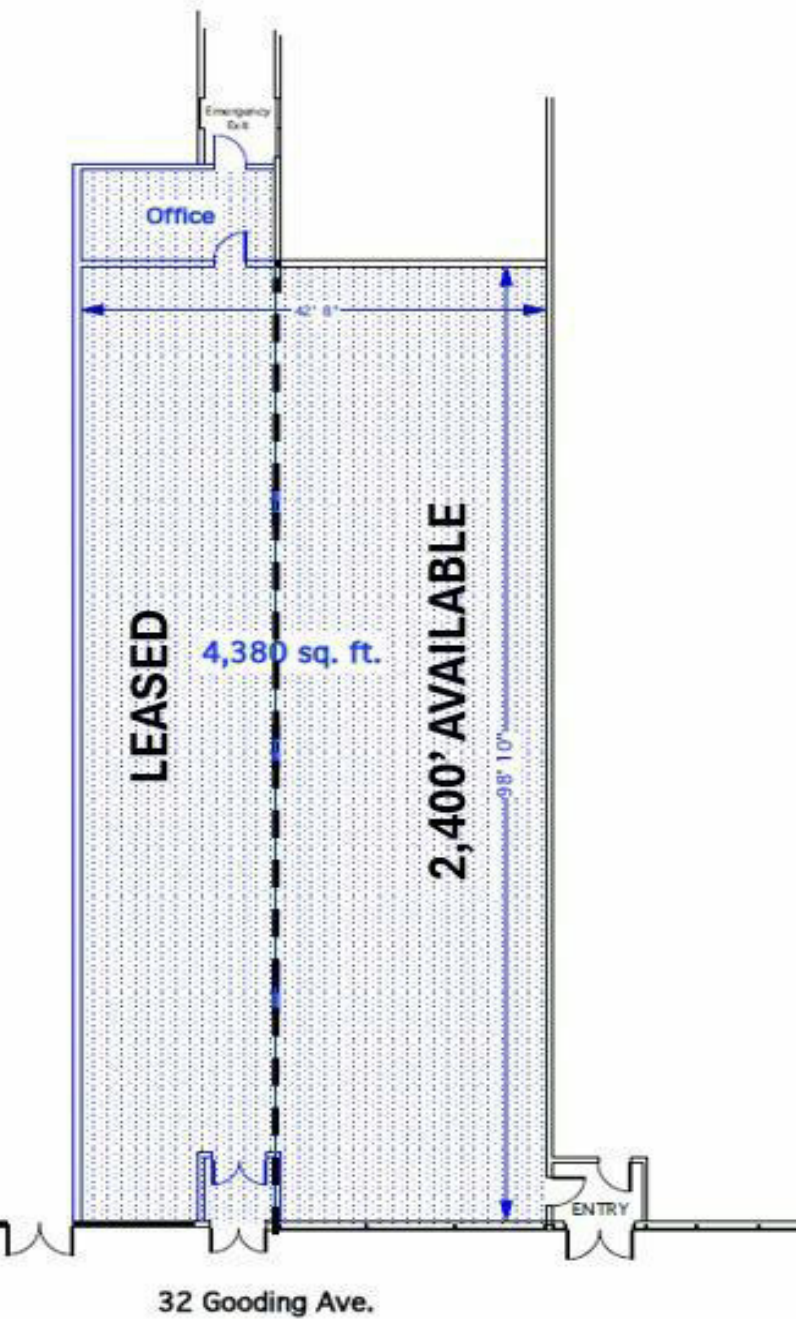 Emergency
Exit
Office
42' 8"
LEASED
4,380 sq. ft.
2,400' AVAILABLE
98' 10"
ENTRY
32 Gooding Ave.